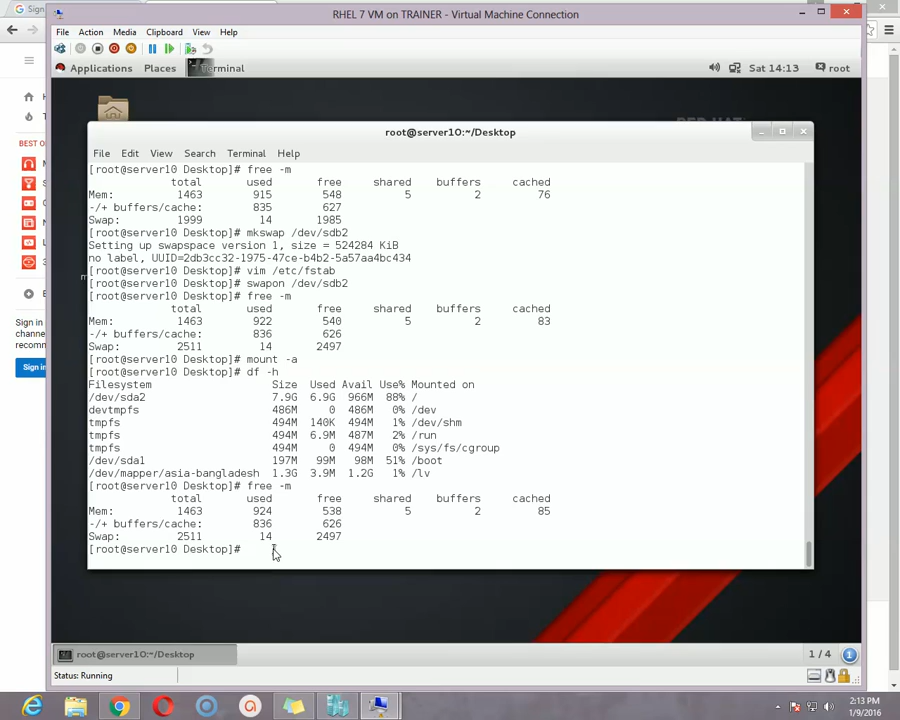 Sign
RHEL 7 VM on TRAINER - Virtual Machine Connection
File Action Media Clipboard View Help
Applications Places Terminal Sat 14:13 root
root@server10:~/Desktop
File Edit View Search Terminal Help
[root@server10 Desktop]# free -m
total used free shared buffers cached
Mem: 1463 915 548 5 2 76
-/+ buffers/cache: 835 627
Swap: 1999 14 1985
[root@server10 Desktop]# mkswap /dev/sdb2
Setting up swapspace version 1, size = 524284 KiB
no label, UUID=2db3cc32-1975-47ce-b4b2-5a57aa4bc434
[root@server10 Desktop]# vim /etc/fstab
[root@server10 Desktop]# swapon /dev/sdb2
[root@server10 Desktop]# free -m
total used free shared buffers cached
Mem: 1463 922 540 5 2 83
-/+ buffers/cache: 836 626
Swap: 2511 14 2497
[root@server10 Desktop]# mount -a
[root@server10 Desktop]# df -h
Filesystem Size Used Avail Use% Mounted on
/dev/sda2 7.9G 6.9G 966M 88% /
devtmpfs 486M 0 486M 0% /dev
tmpfs 494M 140K 494M 1% /dev/shm
tmpfs 494M 6.9M 487M 2% /run
tmpfs 494M 0 494M 0% /sys/fs/cgroup
/dev/sda1 197M 99M 98M 51% /boot
/dev/mapper/asia-bangladesh 1.3G 3.9M 1.2G 1% /lv
[root@server10 Desktop]# free -m
total used free shared buffers cached
Mem: 1463 924 538 5 2 85
-/+ buffers/cache: 836 626
Swap: 2511 14 2497
[root@server10 Desktop]#
BEST O
Sign in
recomm
Sign in
root@server10:~/Desktop 1 / 4 1
Status: Running
2:13 PM
1/9/2016